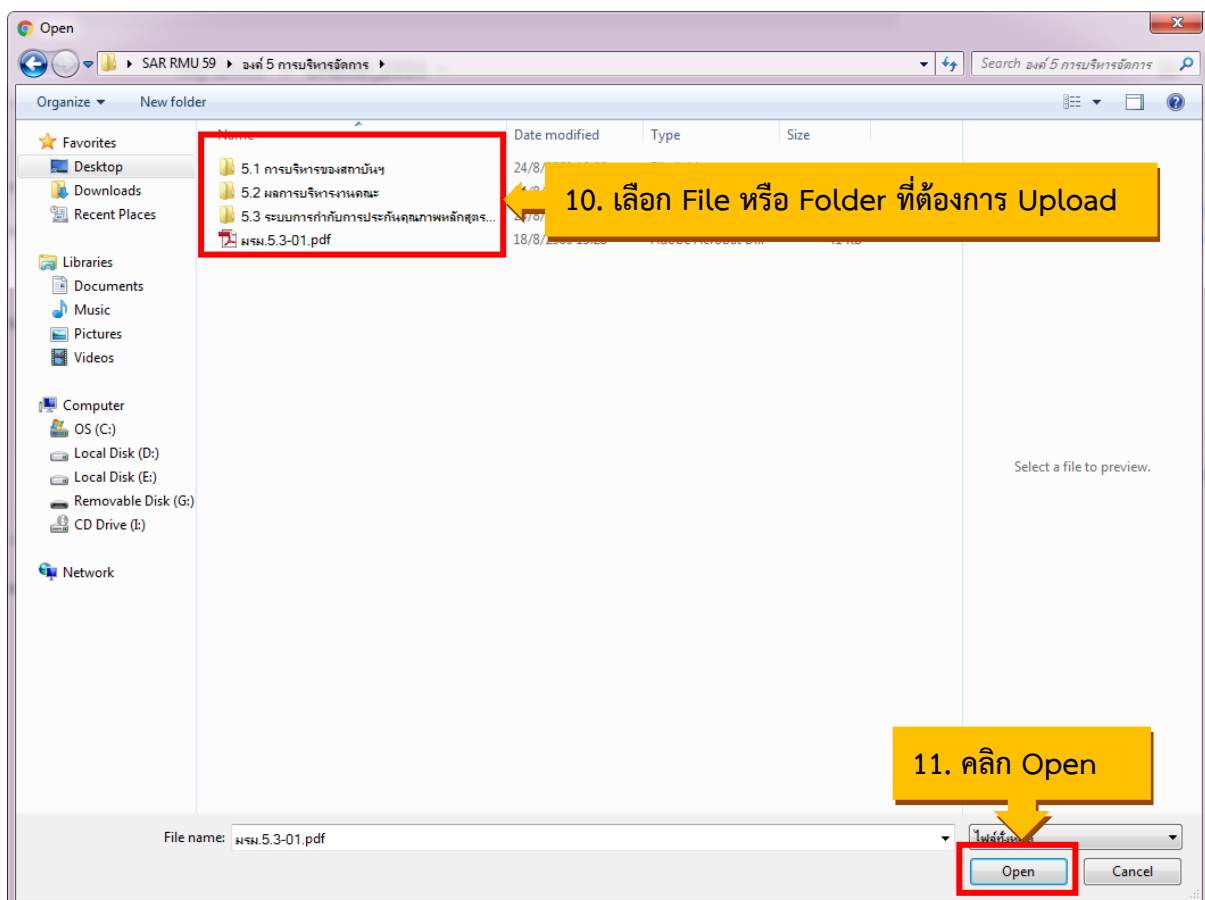 Open
SAR RMU 59 องค์ 5 การบริหารจัดการ
Search องค์ 5 การบริหารจัดการ
Organize New folder
Favorites
Desktop
Downloads
Recent Places
Libraries
Documents
Music
Pictures
Videos
Computer
OS (C:)
Local Disk (D:)
Local Disk (E:)
Removable Disk (G:)
CD Drive (I:)
Network
Name Date modified Type Size
5.1 การบริหารของสถาบันฯ 24/8/
5.2 ผลการบริหารงานคณะ
5.3 ระบบการกำกับการประกันคุณภาพหลักสูตร...
มรม.5.3-01.pdf 18/8/
10. เลือก File หรือ Folder ที่ต้องการ Upload
Select a file to preview.
11. คลิก Open
File name: มรม.5.3-01.pdf
Open Cancel